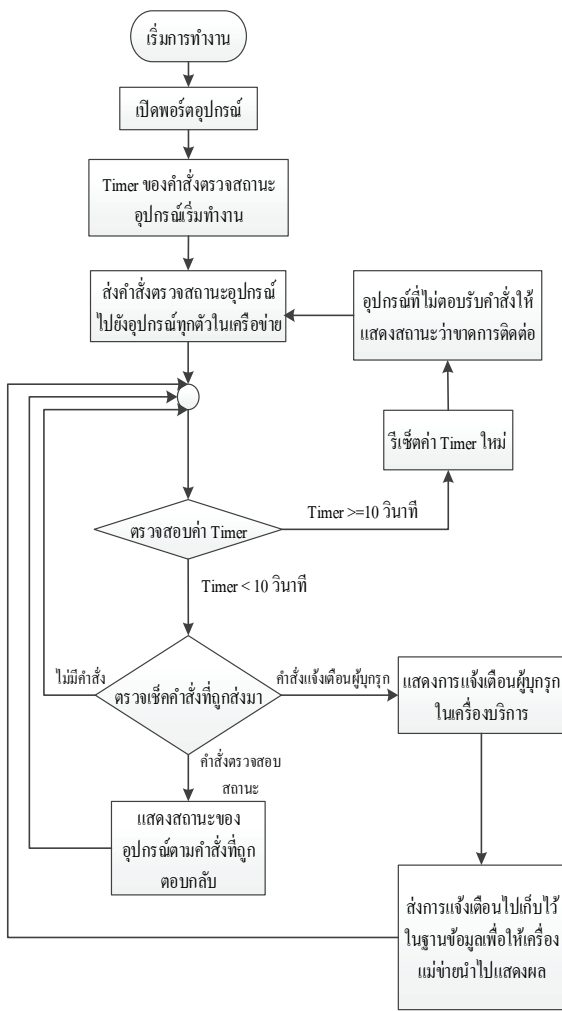 เริ่มการทำงาน
เปิดพอร์ตอุปกรณ์
Timer ของคำสั่งตรวจสถานะ
อุปกรณ์เริ่มทำงาน
ส่งคำสั่งตรวจสถานะอุปกรณ์
ไปยังอุปกรณ์ทุกตัวในเครือข่าย
อุปกรณ์ที่ไม่ตอบรับคำสั่งให้
แสดงสถานะว่าขาดการติดต่อ
รีเซ็ตค่า Timer ใหม่
ตรวจสอบค่า Timer
Timer >=10 วินาที
Timer < 10 วินาที
ไม่มีคำสั่ง
ตรวจเช็คคำสั่งที่ถูกส่งมา
คำสั่งแจ้งเตือนผู้บุกรุก
แสดงการแจ้งเตือนผู้บุกรุก
ในเครื่องบริการ
คำสั่งตรวจสอบ
สถานะ
แสดงสถานะของ
อุปกรณ์ตามคำสั่งที่ถูก
ตอบกลับ
ส่งการแจ้งเตือนไปเก็บไว้
ในฐานข้อมูลเพื่อให้เครื่อง
แม่ข่ายนำไปแสดงผล